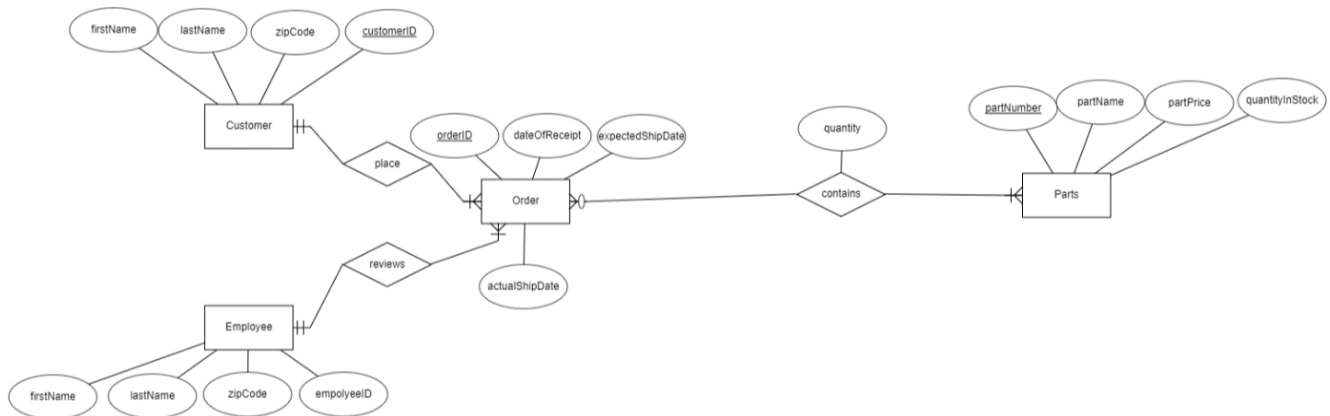 firstName
lastName
zipCode
customerID
Customer
place
orderID
dateOfReceipt
expectedShipDate
Order
actualShipDate
quantity
contains
partNumber
partName
partPrice
quantityInStock
Parts
reviews
Employee
firstName
lastName
zipCode
empolyeeID